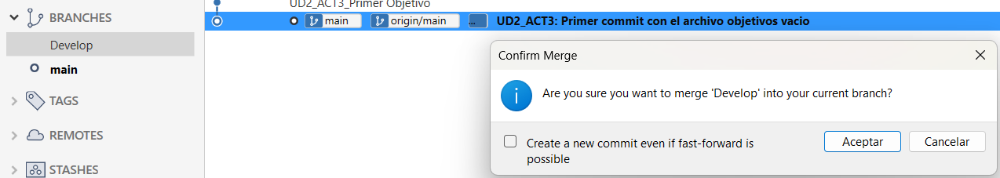 UD2_ACT3_Primer Objetivo
BRANCHES
main origin/main ... UD2_ACT3: Primer commit con el archivo objetivos vacio
Develop
main
TAGS
REMOTES
STASHES
Confirm Merge
Are you sure you want to merge 'Develop' into your current branch?
Create a new commit even if fast-forward is
possible
Aceptar
Cancelar